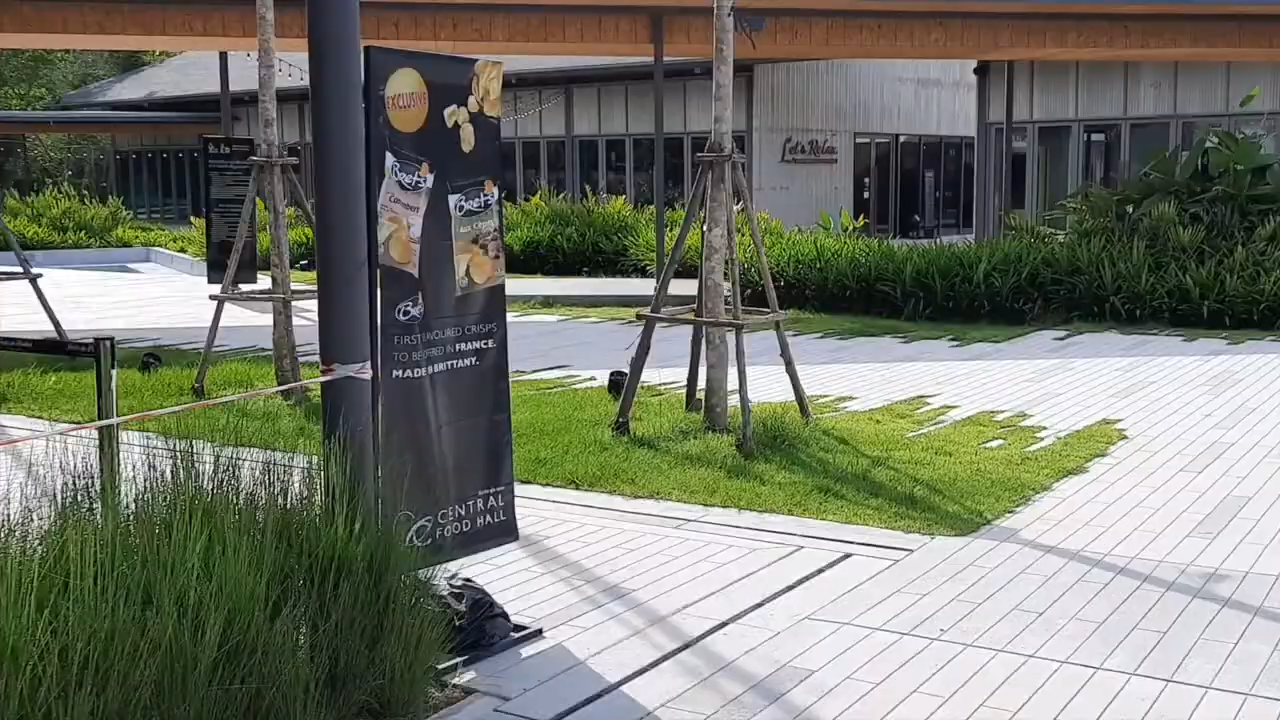 EXCLUSIVE
Bret's
Camembert
Bret's
Aux Cèpes
Bret's
FIRST FLAVOURED CRISPS
TO BE OFFERED IN FRANCE.
MADE IN BRITTANY.
CENTRAL
FOOD HALL
Let's Relax